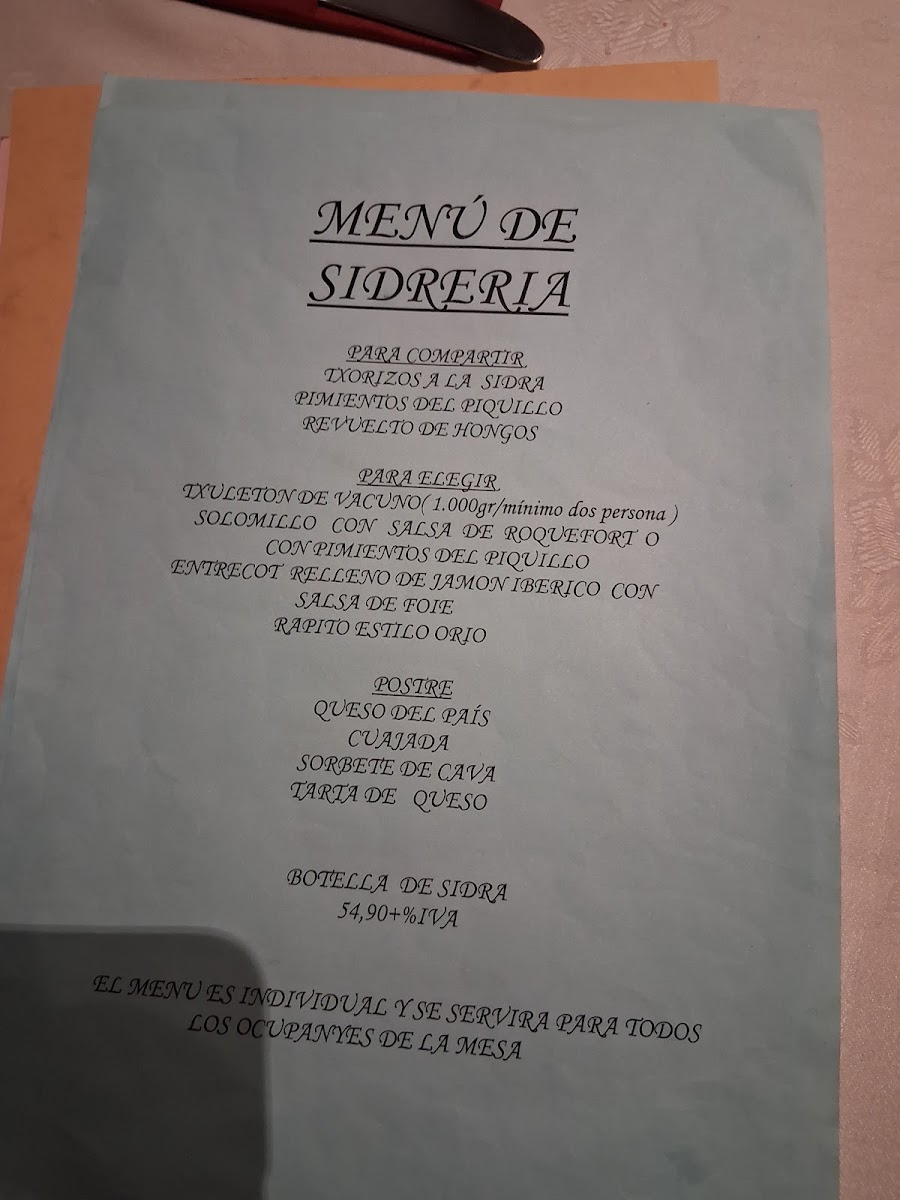 MENÚ DE
SIDRERIA
PARA COMPARTIR
TXORIZOS A LA SIDRA
PIMIENTOS DEL PIQUILLO
REVUELTO DE HONGOS
PARA ELEGIR
TXULETON DE VACUNO( 1.000gr/mínimo dos persona )
SOLOMILLO CON SALSA DE ROQUEFORT O
CON PIMIENTOS DEL PIQUILLO
ENTRECOT RELLENO DE JAMON IBERICO CON
SALSA DE FOIE
RAPITO ESTILO ORIO
POSTRE
QUESO DEL PAÍS
CUAJADA
SORBETE DE CAVA
TARTA DE QUESO
BOTELLA DE SIDRA
54,90+%IVA
EL MENU ES INDIVIDUAL Y SE SERVIRA PARA TODOS
LOS OCUPANYES DE LA MESA